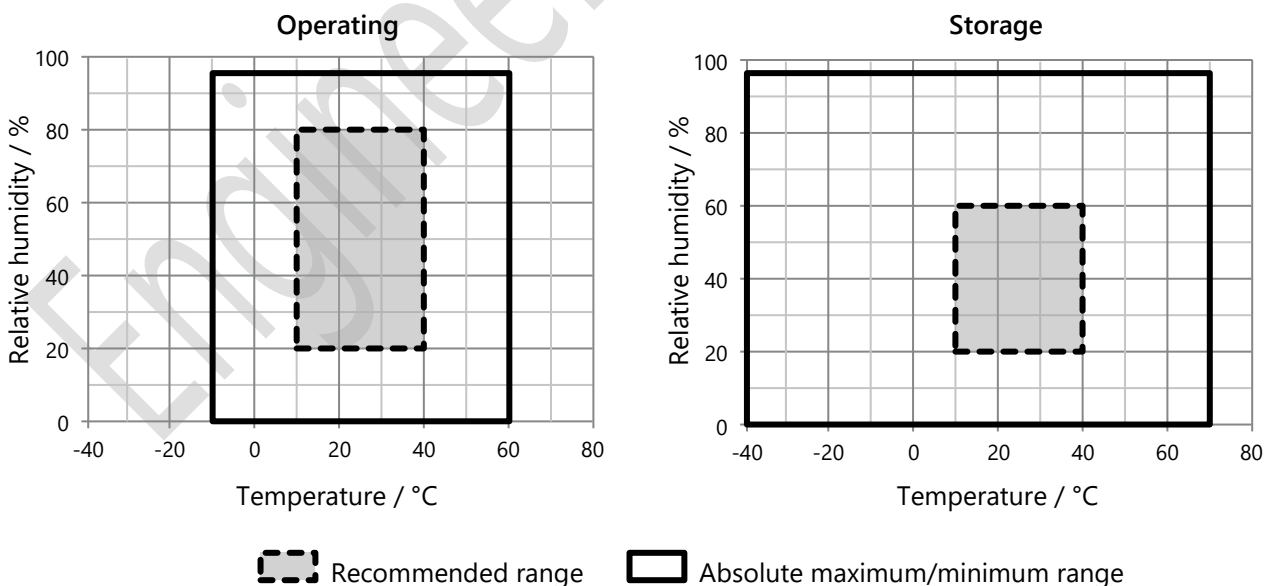 Operating
100
80
60
40
20
0
-40 -20 0 20 40 60 80
Relative humidity / %
Temperature / °C
Storage
100
80
60
40
20
0
-40 -20 0 20 40 60 80
Relative humidity / %
Temperature / °C
Recommended range Absolute maximum/minimum range